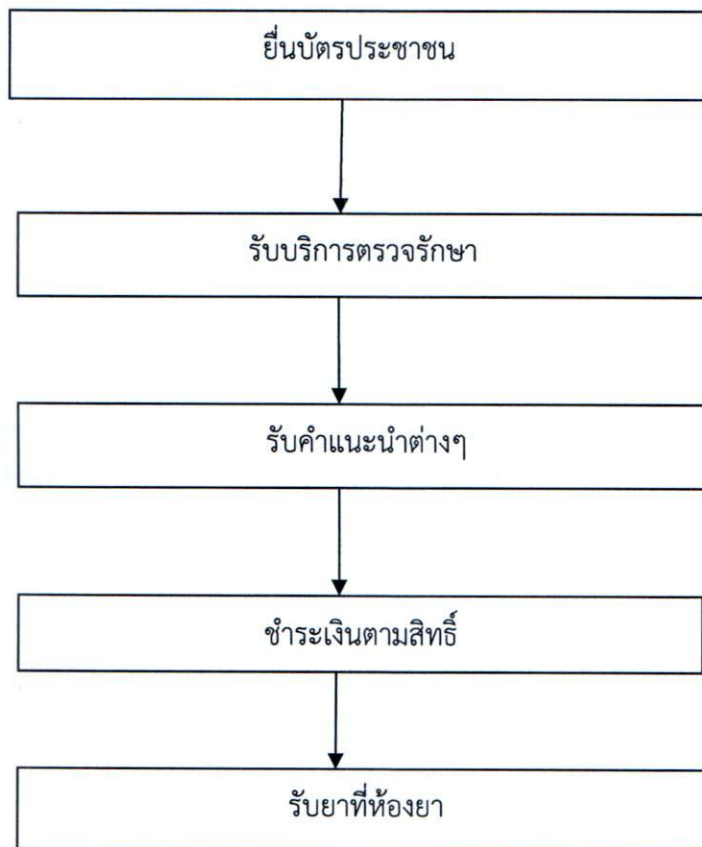 ยื่นบัตรประชาชน
รับบริการตรวจรักษา
รับคำแนะนำต่างๆ
ชำระเงินตามสิทธิ์
รับยาที่ห้องยา